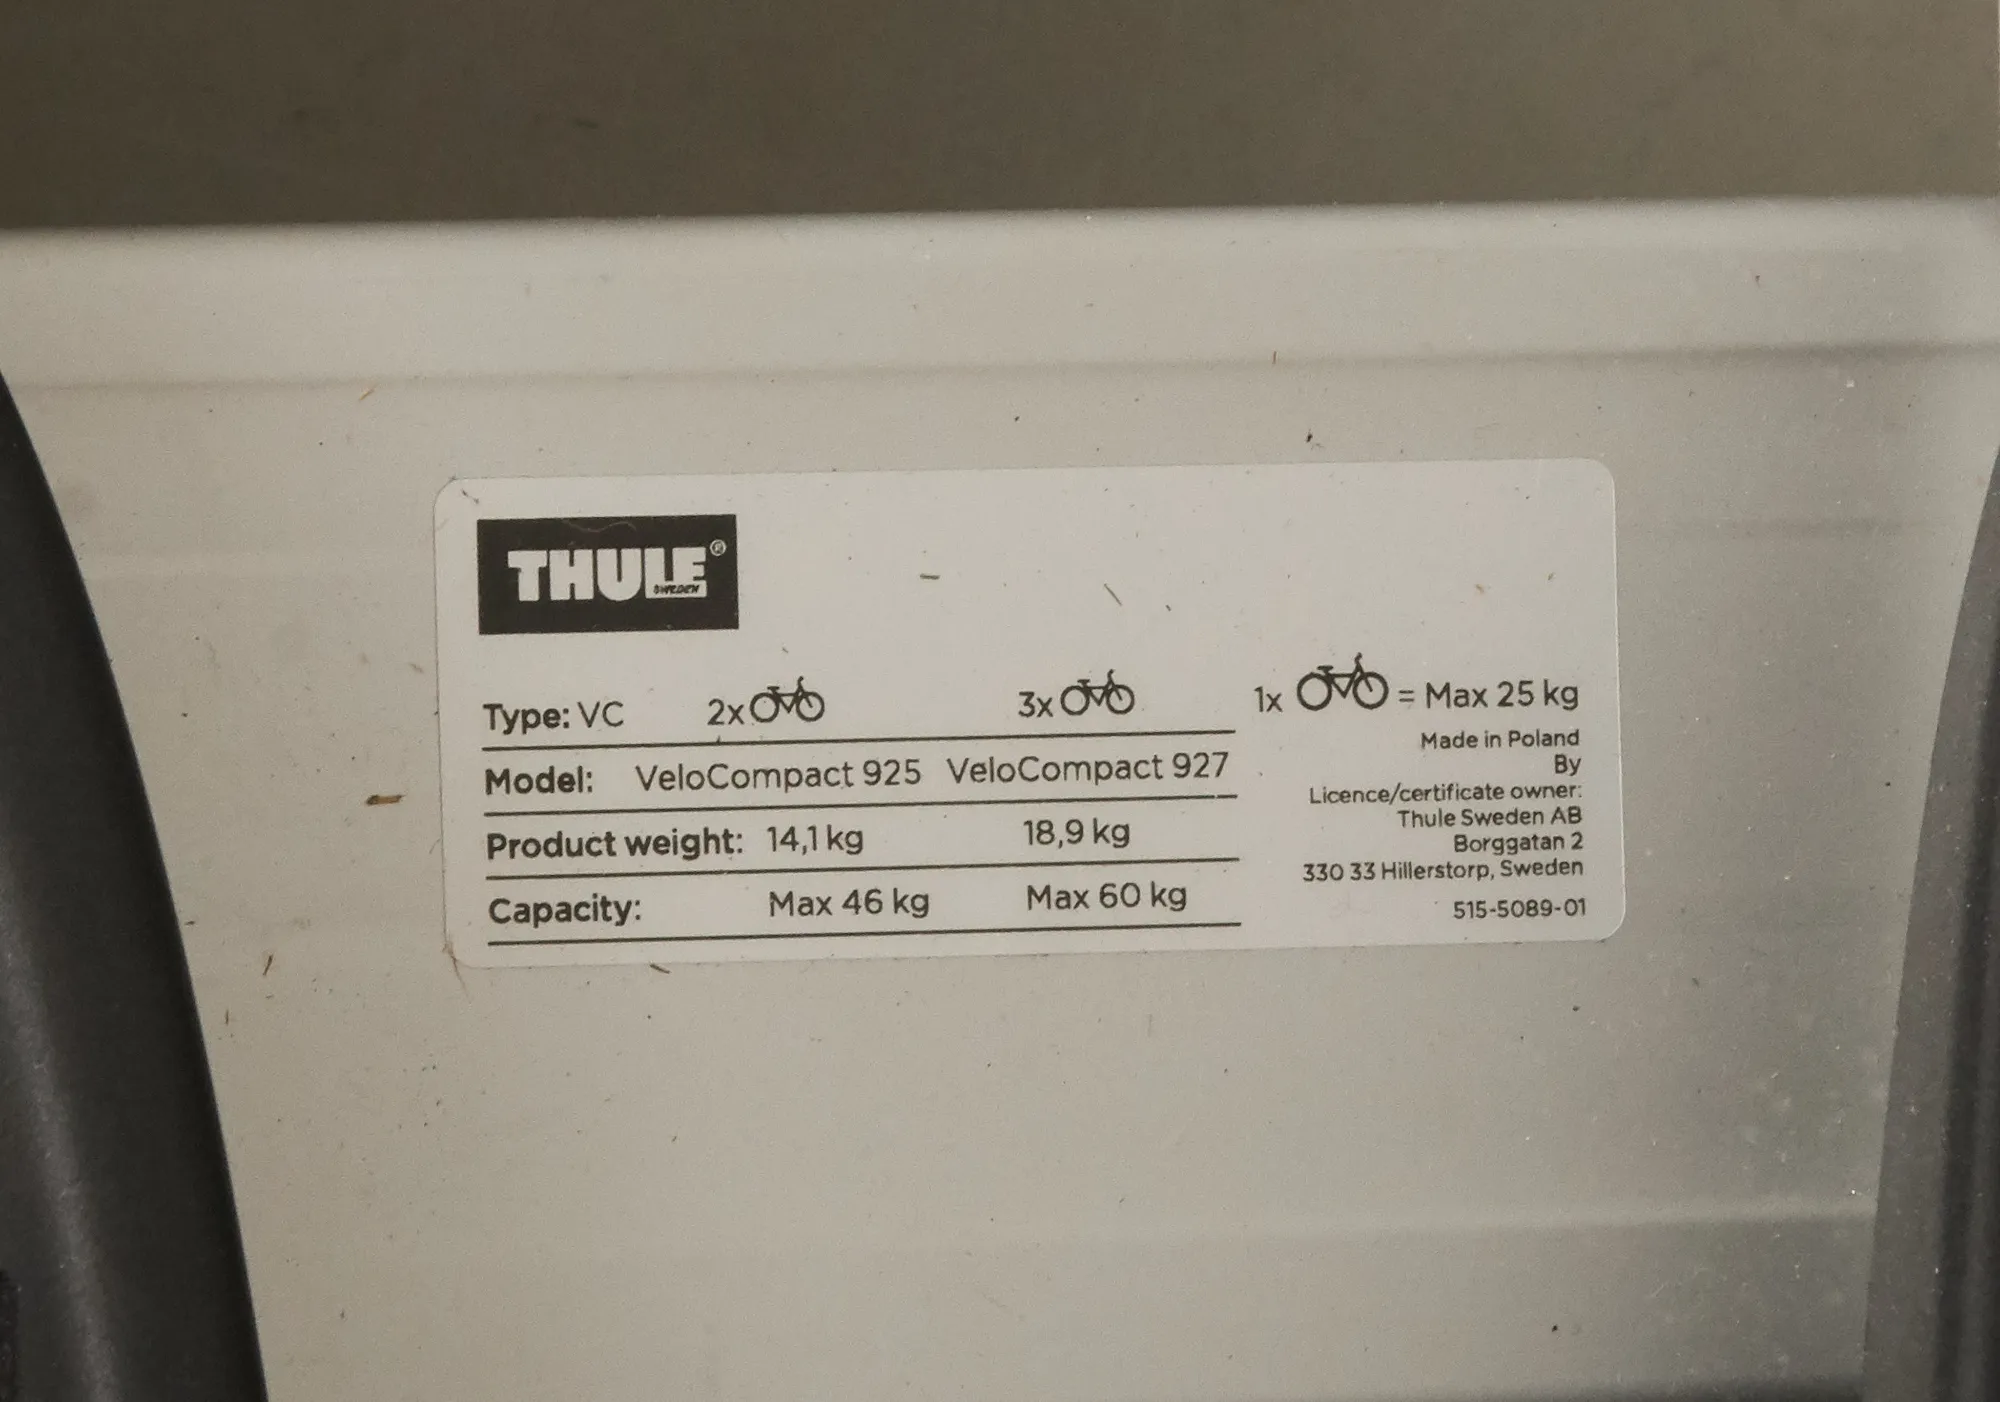 THULE®
SWEDEN
Type: VC 2x 3x 1x = Max 25 kg
Model: VeloCompact 925 VeloCompact 927
Product weight: 14,1 kg 18,9 kg
Capacity: Max 46 kg Max 60 kg
Made in Poland
By
Licence/certificate owner:
Thule Sweden AB
Borggatan 2
330 33 Hillerstorp, Sweden
515-5089-01